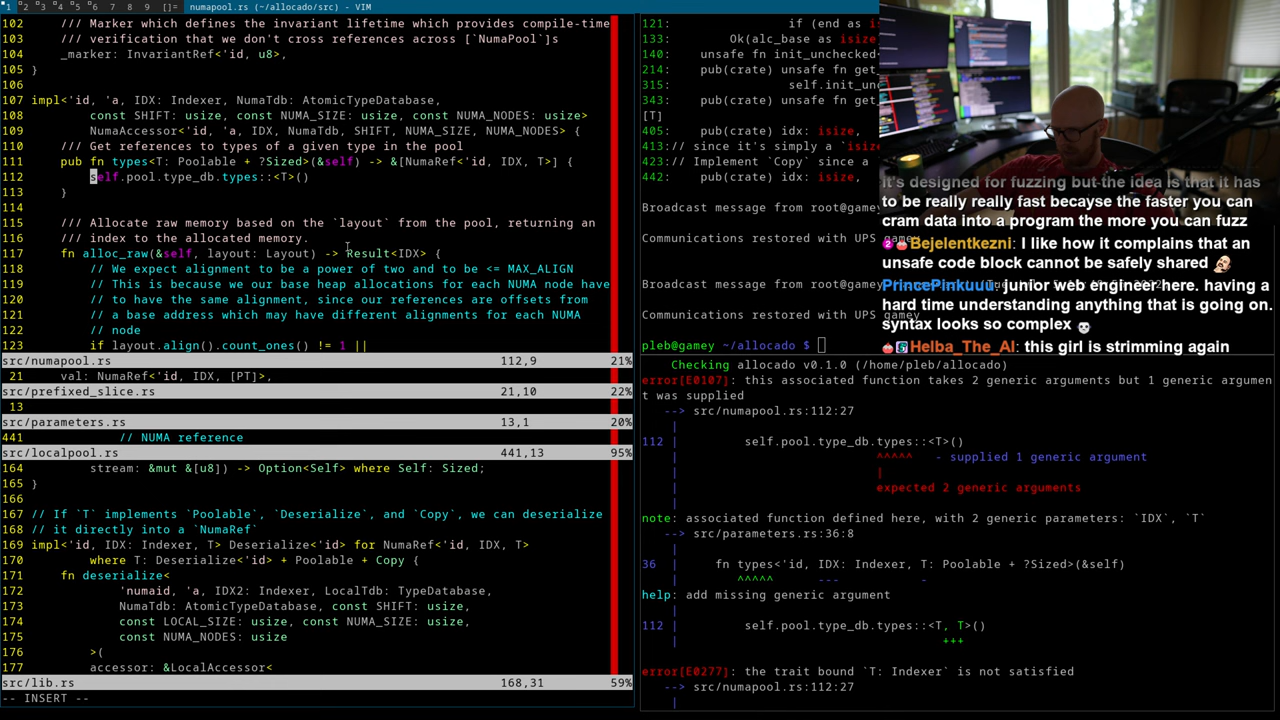 1 2 3 4 5 6 7 8 9 []= numapool.rs (~/allocado/src) - VIM
102 /// Marker which defines the invariant lifetime which provides compile-time
103 /// verification that we don't cross references across [`NumaPool`]s
104 _marker: InvariantRef<'id, u8>,
105 }
106
107 impl<'id, 'a, IDX: Indexer, NumaTdb: AtomicTypeDatabase,
108 const SHIFT: usize, const NUMA_SIZE: usize, const NUMA_NODES: usize>
109 NumaAccessor<'id, 'a, IDX, NumaTdb, SHIFT, NUMA_SIZE, NUMA_NODES> {
110 /// Get references to types of a given type in the pool
111 pub fn types<T: Poolable + ?Sized>(&self) -> &[NumaRef<'id, IDX, T>] {
112 self.pool.type_db.types::<T>()
113 }
114
115 /// Allocate raw memory based on the `layout` from the pool, returning an
116 /// index to the allocated memory.
117 fn alloc_raw(&self, layout: Layout) -> Result<IDX> {
118 // We expect alignment to be a power of two and to be <= MAX_ALIGN
119 // This is because we our base heap allocations for each NUMA node have
120 // to have the same alignment, since our references are offsets from
121 // a base address which may have different alignments for each NUMA
122 // node
123 if layout.align().count_ones() != 1 ||
src/numapool.rs 112,9 21%
21 val: NumaRef<'id, IDX, [PT]>,
src/prefixed_slice.rs 21,10 22%
13
src/parameters.rs 13,1 20%
441 // NUMA reference
src/localpool.rs 441,13 95%
164 stream: &mut &[u8]) -> Option<Self> where Self: Sized;
165 }
166
167 // If `T` implements `Poolable`, `Deserialize`, and `Copy`, we can deserialize
168 // it directly into a `NumaRef`
169 impl<'id, IDX: Indexer, T> Deserialize<'id> for NumaRef<'id, IDX, T>
170 where T: Deserialize<'id> + Poolable + Copy {
171 fn deserialize<
172 'numaid, 'a, IDX2: Indexer, LocalTdb: TypeDatabase,
173 NumaTdb: AtomicTypeDatabase, const SHIFT: usize,
174 const LOCAL_SIZE: usize, const NUMA_SIZE: usize,
175 const NUMA_NODES: usize
176 >(
177 accessor: &LocalAccessor<
src/lib.rs 168,31 59%
-- INSERT --
121: if (end as isize
133: Ok(alc_base as isize
140: unsafe fn init_unchecked
214 pub(crate) unsafe fn get_
315 self.init_unc
343: pub(crate) unsafe fn get_
[T]
405: pub(crate) idx: isize,
413:// since it's simply a `isize
423:// Implement `Copy` since a
442: pub(crate) idx: isize,
Broadcast message from root@gamey
Communications restored with UPS gamey
Broadcast message from root@gamey
Communications restored with UPS gamey
pleb@gamey ~/allocado $
It's designed for fuzzing but the idea is that it has
to be really really fast becayse the faster you can
cram data into a program the more you can fuzz
Bejelentkezni: I like how it complains that an
unsafe code block cannot be safely shared
PrincePikuuu: junior engineer here. having a
hard time understanding anything that is going on.
syntax looks so complex
Helba_The_AI: this girl is strimming again
Checking allocado v0.1.0 (/home/pleb/allocado)
error[E0107]: this associated function takes 2 generic arguments but 1 generic argumen
t was supplied
--> src/numapool.rs:112:27
|
112 | self.pool.type_db.types::<T>()
| ^^^^^ - supplied 1 generic argument
| |
| expected 2 generic arguments
|
note: associated function defined here, with 2 generic parameters: `IDX`, `T`
--> src/parameters.rs:36:8
|
36 | fn types<'id, IDX: Indexer, T: Poolable + ?Sized>(&self)
| ^^^^^ --- -
help: add missing generic argument
|
112 | self.pool.type_db.types::<T, T>()
| +++
error[E0277]: the trait bound `T: Indexer` is not satisfied
--> src/numapool.rs:112:27
|